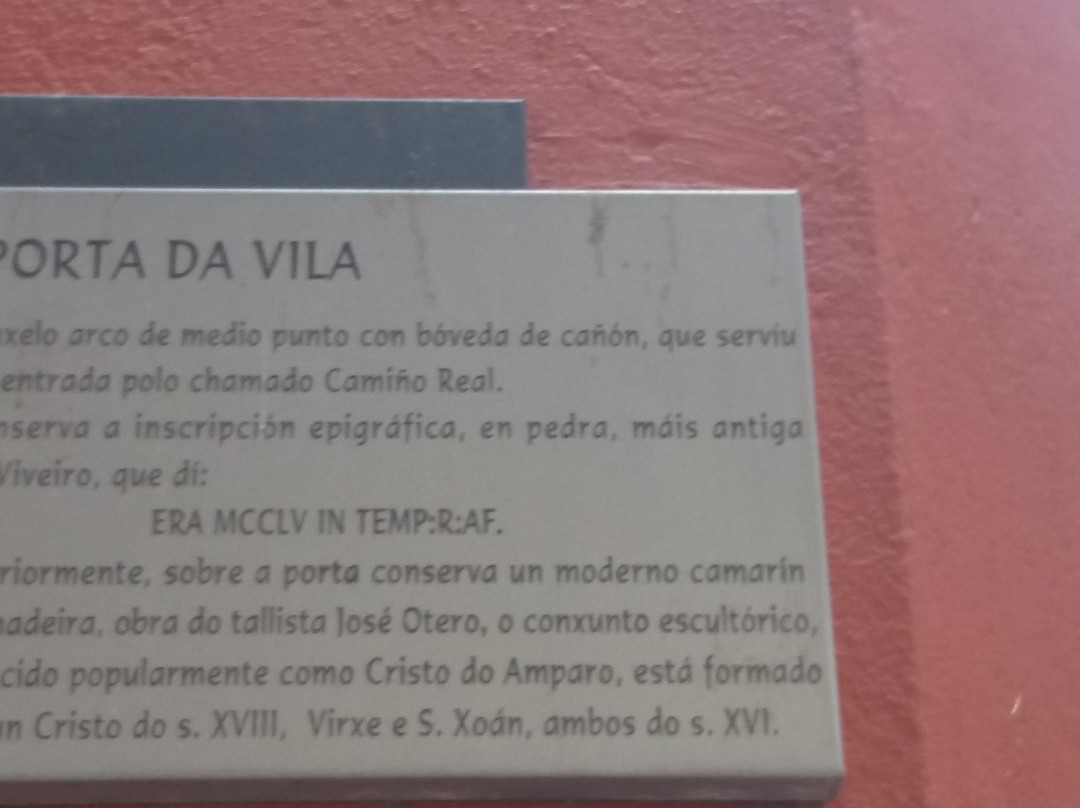 PORTA DA VILA
xelo arco de medio punto con bóveda de cañón, que serviu
entrada polo chamado Camiño Real.
nserva a inscripción epigráfica, en pedra, máis antiga
Viveiro, que di:
ERA MCCLV IN TEMP:R:AF.
riormente, sobre a porta conserva un moderno camarín
adeira, obra do tallista José Otero, o conxunto escultórico,
cido popularmente como Cristo do Amparo, está formado
un Cristo do s. XVIII, Virxe e S. Xoán, ambos do s. XVI.